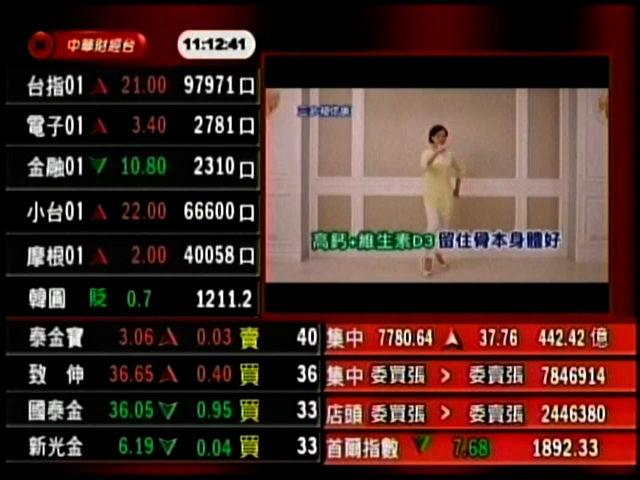 中華財經台 11:12:41
台指01 21.00 97971口
電子01 3.40 2781口
金融01 10.80 2310口
小台01 22.00 66600口
摩根01 2.00 40058口
韓圓 貶 0.7 1211.2
高鈣+維生素D3 留住骨本身體好
泰金寶 3.06 0.03 賣 40
致伸 36.65 0.40 買 36
國泰金 36.05 0.95 買 33
新光金 6.19 0.04 買 33
集中 7780.64 37.76 442.42 億
集中 委買張 > 委賣張 7846914
店頭 委買張 > 委賣張 2446380
首爾指數 7.68 1892.33